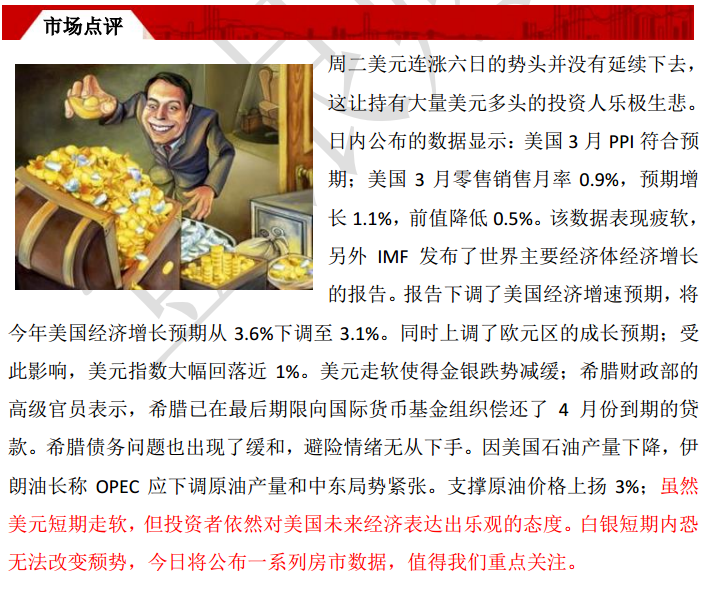 市场点评
周二美元连涨六日的势头并没有延续下去，
这让持有大量美元多头的投资人乐极生悲。
日内公布的数据显示：美国 3 月 PPI 符合预
期；美国 3 月零售销售月率 0.9%，预期增
长 1.1%，前值降低 0.5%。该数据表现疲软，
另外 IMF 发布了世界主要经济体经济增长
的报告。报告下调了美国经济增速预期，将
今年美国经济增长预期从 3.6%下调至 3.1%。同时上调了欧元区的成长预期；受
此影响，美元指数大幅回落近 1%。美元走软使得金银跌势减缓；希腊财政部的
高级官员表示，希腊已在最后期限向国际货币基金组织偿还了 4 月份到期的贷
款。希腊债务问题也出现了缓和，避险情绪无从下手。因美国石油产量下降，伊
朗油长称 OPEC 应下调原油产量和中东局势紧张。支撑原油价格上扬 3%；虽然
美元短期走软，但投资者依然对美国未来经济表达出乐观的态度。白银短期内恐
无法改变颓势，今日将公布一系列房市数据，值得我们重点关注。